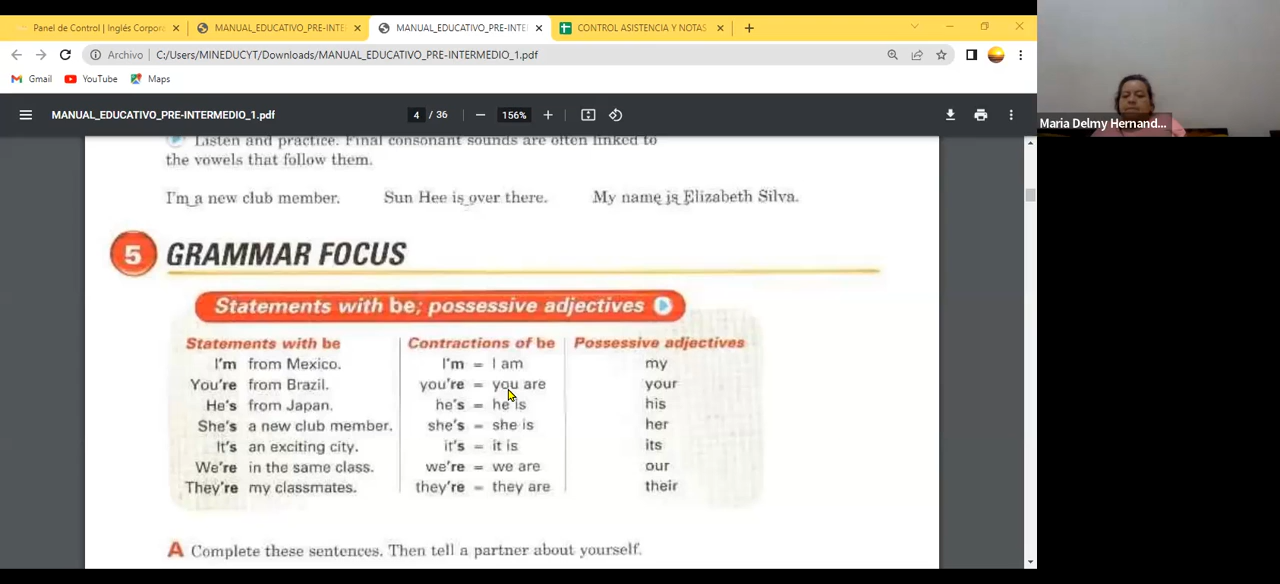 Panel de Control | Inglés Corpora
MANUAL_EDUCATIVO_PRE-INTE
MANUAL_EDUCATIVO_PRE-INTE
CONTROL ASISTENCIA Y NOTAS
Archivo
C:/Users/MINEDUCYT/Downloads/MANUAL_EDUCATIVO_PRE-INTERMEDIO_1.pdf
Gmail
YouTube
Maps
MANUAL_EDUCATIVO_PRE-INTERMEDIO_1.pdf
4 / 36
156%
Maria Delmy Hernand...
Listen and practice. Final consonant sounds are often linked to
the vowels that follow them.
I'm a new club member. Sun Hee is over there. My name is Elizabeth Silva.
5 GRAMMAR FOCUS
Statements with be; possessive adjectives
Statements with be Contractions of be Possessive adjectives
I'm from Mexico. I'm = I am my
You're from Brazil. you're = you are your
He's from Japan. he's = he is his
She's a new club member. she's = she is her
It's an exciting city. it's = it is its
We're in the same class. we're = we are our
They're my classmates. they're = they are their
A Complete these sentences. Then tell a partner about yourself.